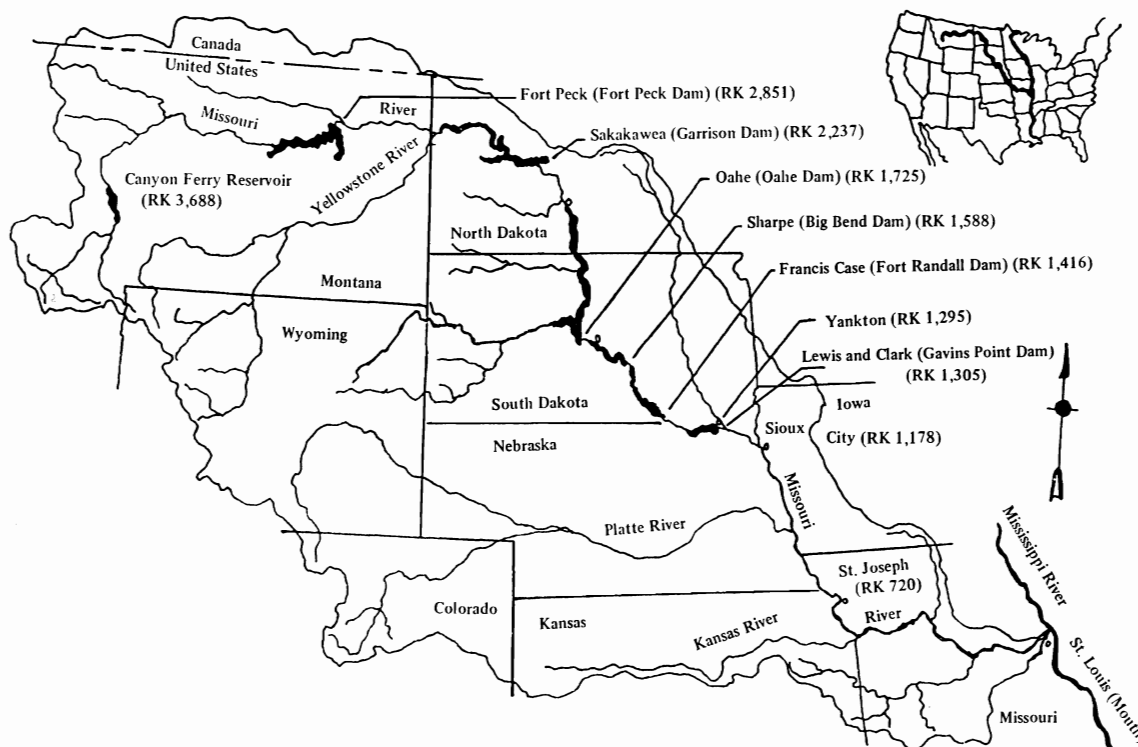 Canada
United States
Missouri
River
Fort Peck (Fort Peck Dam) (RK 2,851)
Sakakawea (Garrison Dam) (RK 2,237)
Canyon Ferry Reservoir
(RK 3,688)
Yellowstone River
Oahe (Oahe Dam) (RK 1,725)
North Dakota
Sharpe (Big Bend Dam) (RK 1,588)
Montana
Francis Case (Fort Randall Dam) (RK 1,416)
Wyoming
Yankton (RK 1,295)
Lewis and Clark (Gavins Point Dam)
(RK 1,305)
South Dakota
Iowa
Nebraska
Sioux
City (RK 1,178)
Missouri
Platte River
Mississippi River
St. Joseph
(RK 720)
Colorado
Kansas
Kansas River
River
St. Louis (Mouth)
Missouri